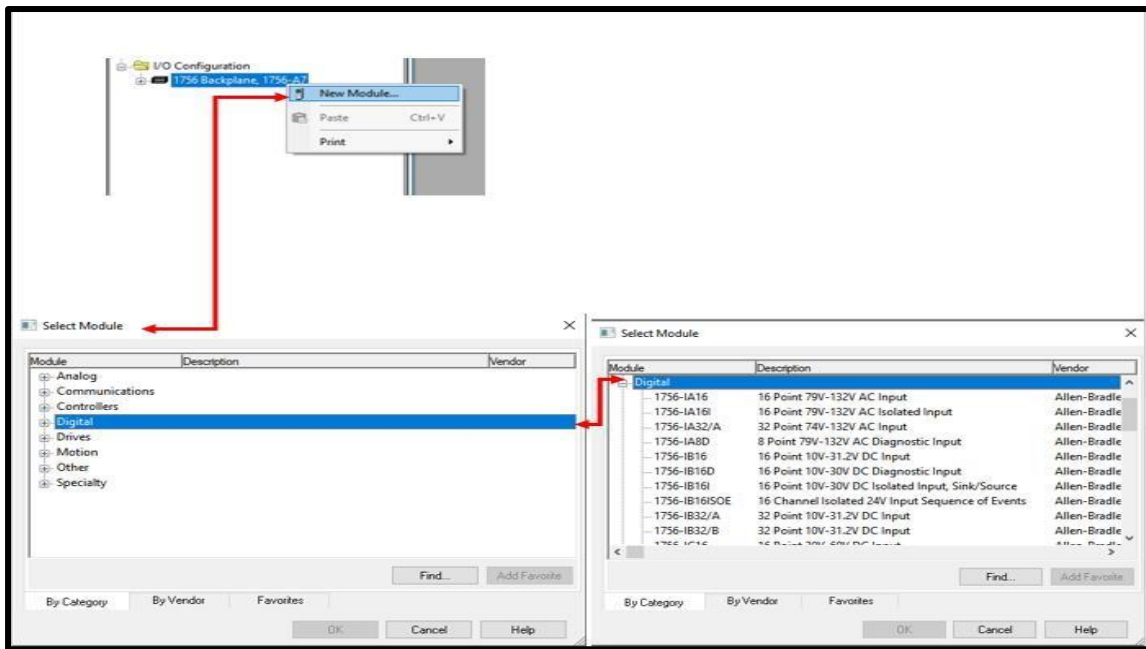 I/O Configuration
1756 Backplane, 1756-A7
New Module...
Paste Ctrl+V
Print
Select Module
Module Description Vendor
Analog
Communications
Controllers
Digital
Drives
Motion
Other
Specialty
Find... Add Favorite
By Category By Vendor Favorites
OK Cancel Help
Select Module
Module Description Vendor
Digital
1756-IA16 16 Point 79V-132V AC Input Allen-Bradle
1756-IA16I 16 Point 79V-132V AC Isolated Input Allen-Bradle
1756-IA32/A 32 Point 74V-132V AC Input Allen-Bradle
1756-IA8D 8 Point 79V-132V AC Diagnostic Input Allen-Bradle
1756-IB16 16 Point 10V-31.2V DC Input Allen-Bradle
1756-IB16D 16 Point 10V-30V DC Diagnostic Input Allen-Bradle
1756-IB16I 16 Point 10V-30V DC Isolated Input, Sink/Source Allen-Bradle
1756-IB16ISOE 16 Channel Isolated 24V Input Sequence of Events Allen-Bradle
1756-IB32/A 32 Point 10V-31.2V DC Input Allen-Bradle
1756-IB32/B 32 Point 10V-31.2V DC Input Allen-Bradle
Find... Add Favorite
By Category By Vendor Favorites
OK Cancel Help